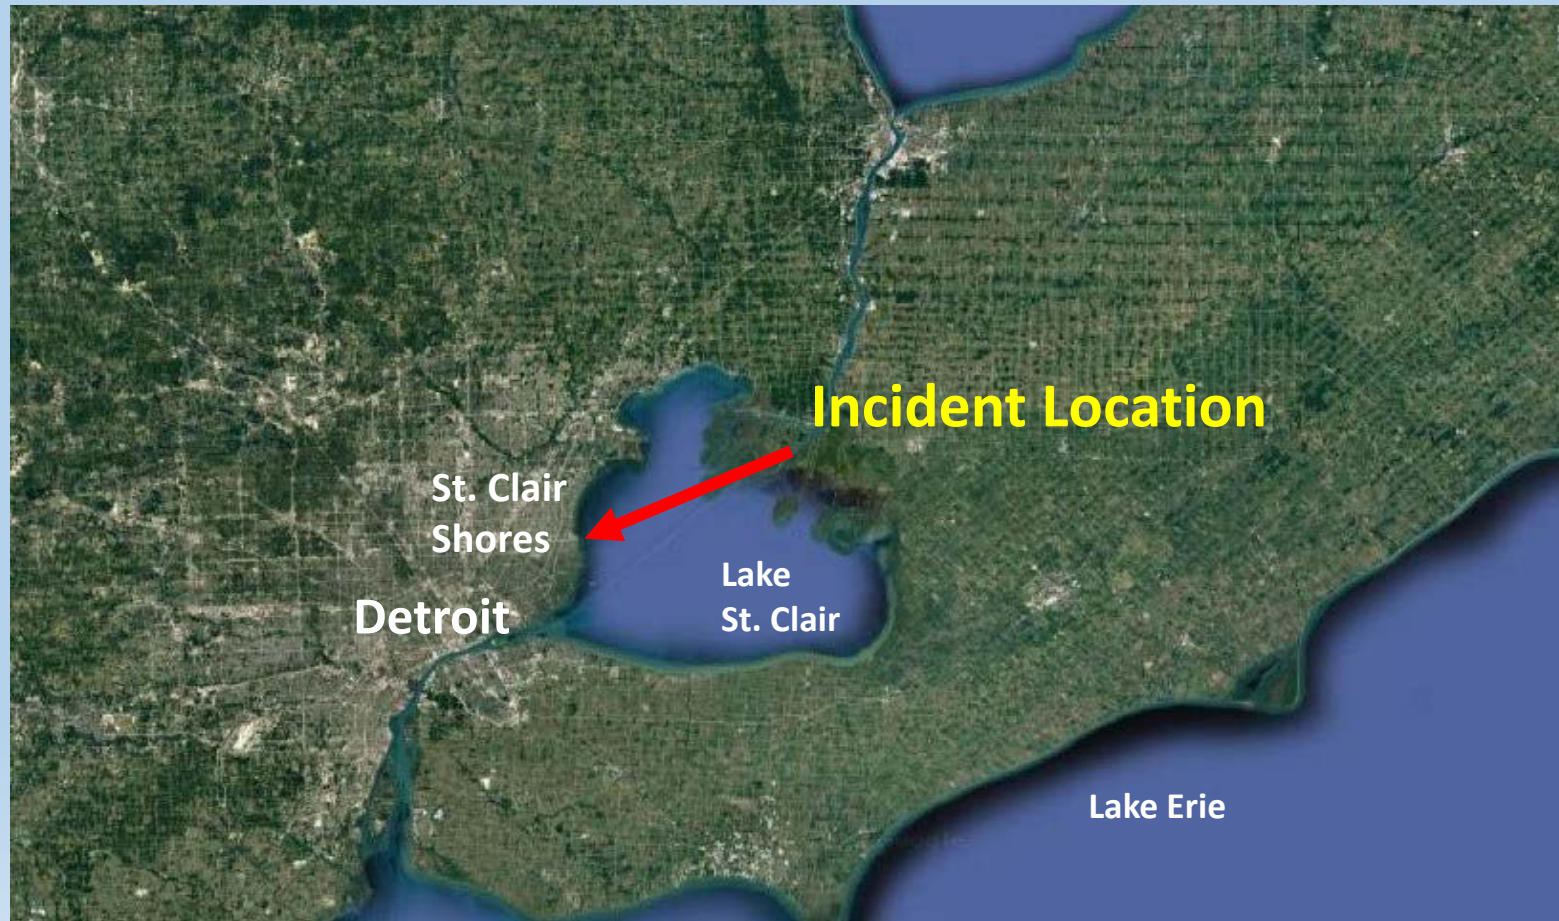 Incident Location
St. Clair
Shores
Lake
St. Clair
Detroit
Lake Erie